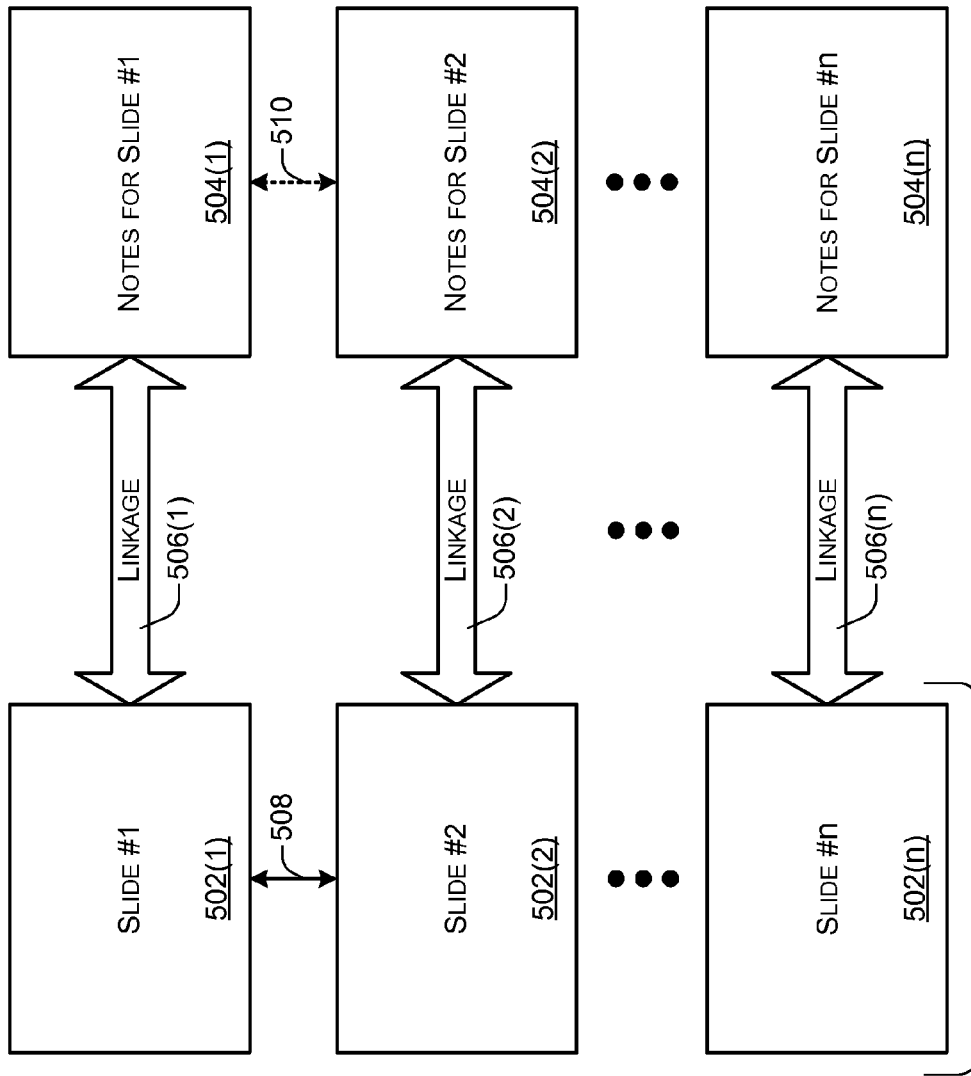 SLIDE #1
502(1)
LINKAGE
506(1)
NOTES FOR SLIDE #1
504(1)
508
510
SLIDE #2
502(2)
LINKAGE
506(2)
NOTES FOR SLIDE #2
504(2)
SLIDE #n
502(n)
LINKAGE
506(n)
NOTES FOR SLIDE #n
504(n)